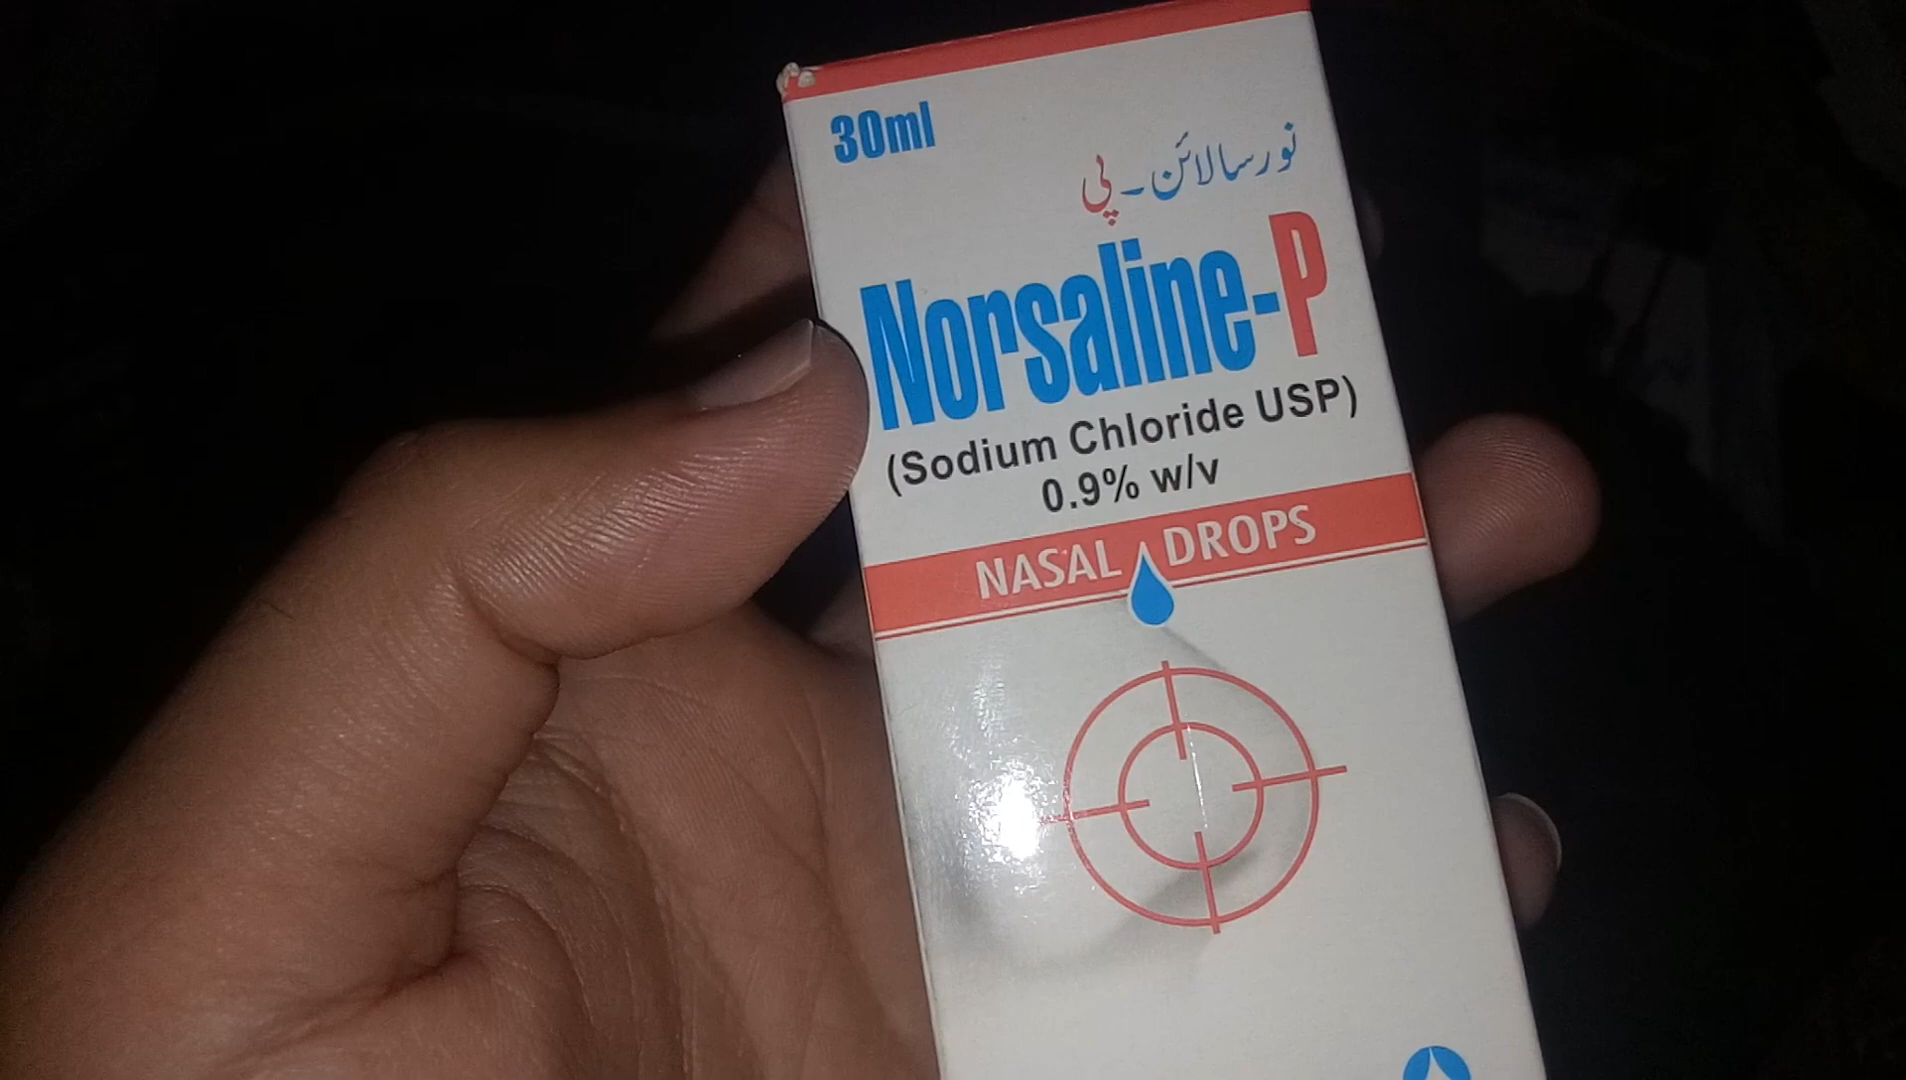 30ml
نورسالائن۔پی
Norsaline-P
(Sodium Chloride USP)
0.9% w/v
NASAL DROPS